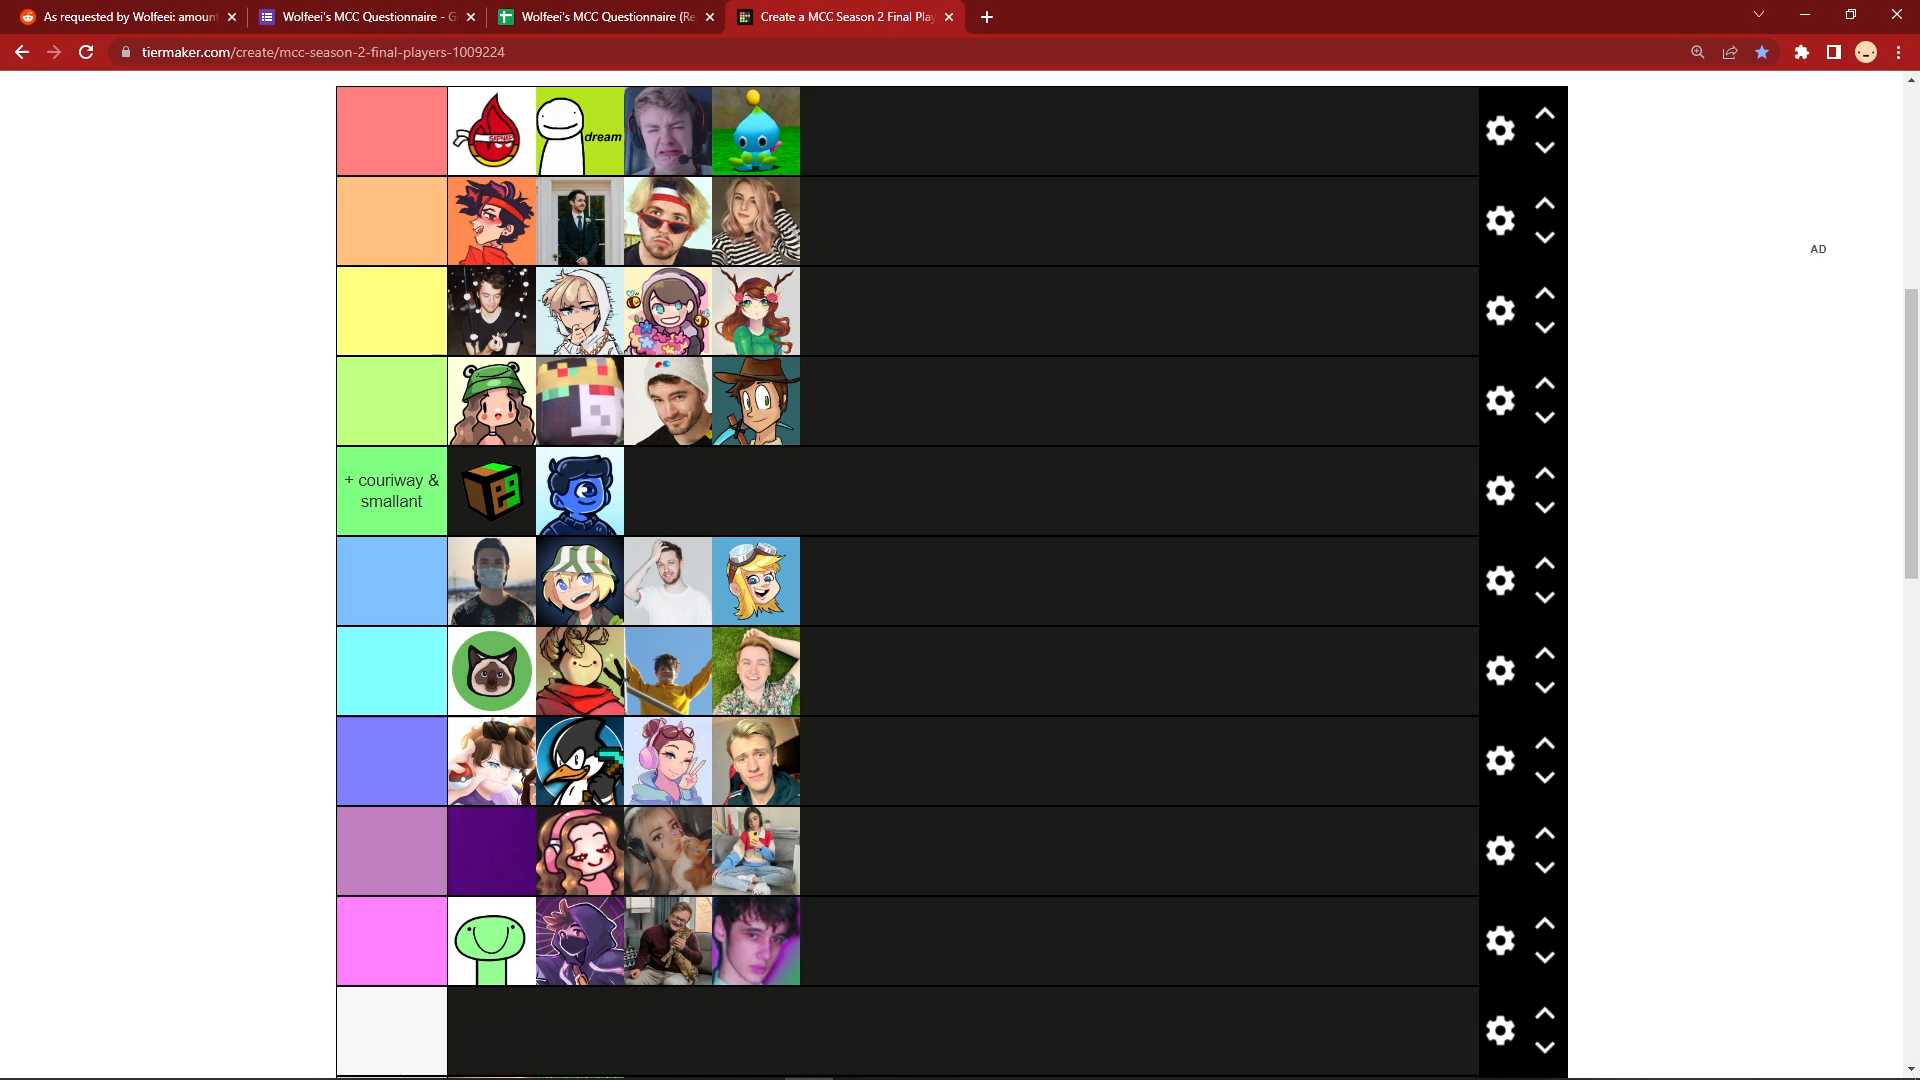 As requested by Wolfeei: amount
Wolfeei's MCC Questionnaire - G
Wolfeei's MCC Questionnaire (Re
Create a MCC Season 2 Final Play
tiermaker.com/create/mcc-season-2-final-players-1009224
SAPNAP
dream
AD
+ couriway &
smallant